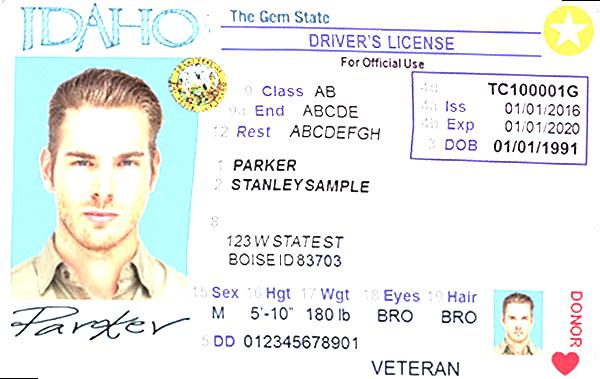 IDAHO
The Gem State
DRIVER'S LICENSE
For Official Use
9 Class AB
9a End ABCDE
12 Rest ABCDEFGH
4d TC100001G
4a Iss 01/01/2016
4b Exp 01/01/2020
3 DOB 01/01/1991
1 PARKER
2 STANLEYSAMPLE
8
123 W STATE ST
BOISE ID 83703
15 Sex 16 Hgt 17 Wgt 18 Eyes 19 Hair
M 5'-10" 180 lb BRO BRO
5 DD 012345678901
VETERAN
DONOR
Parker